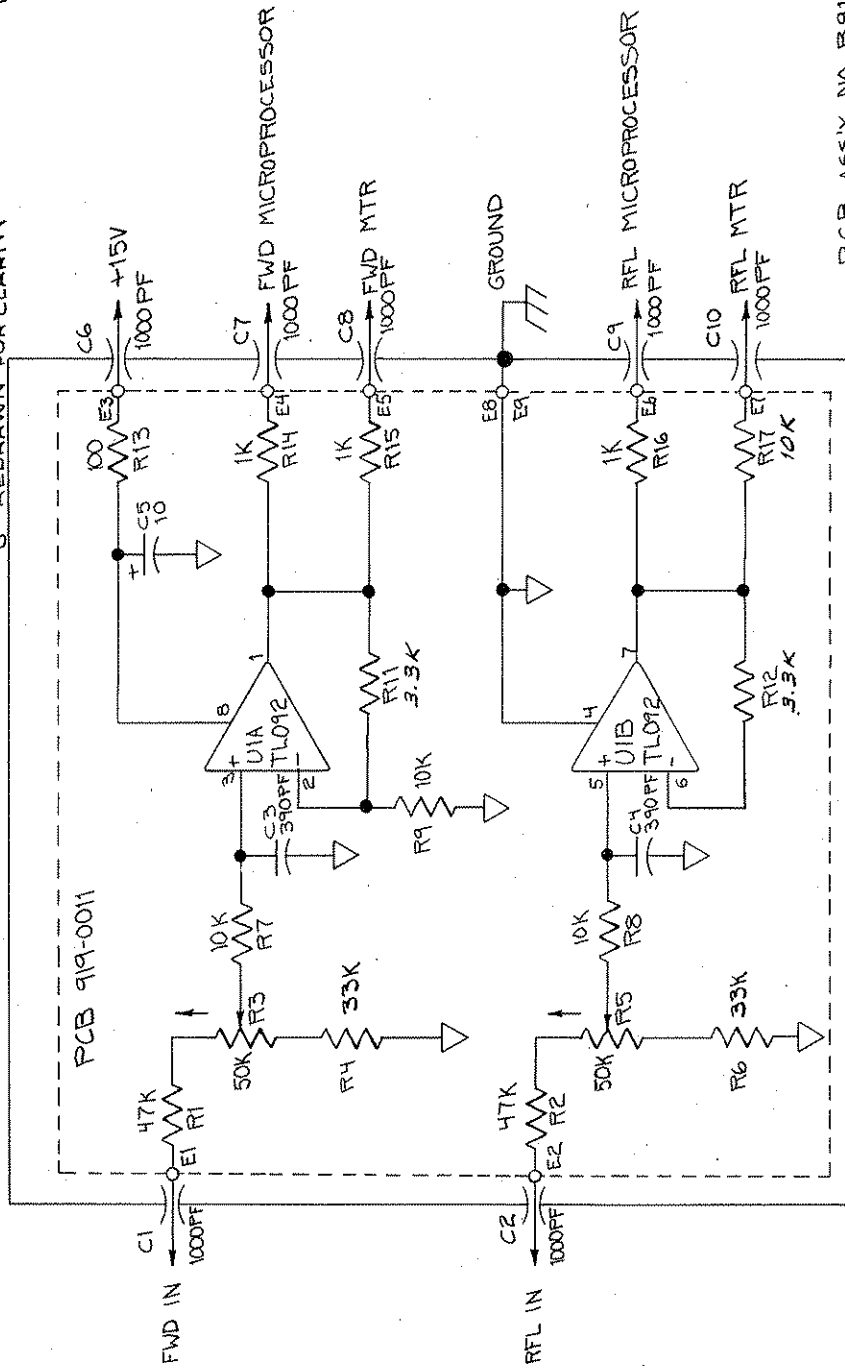 REDRAWN FOR CLARITY
PCB 919-0011
FWD IN
C1
1000PF
E1
47K
R1
50K
R3
R4
33K
10K
R7
C3
390PF
3
+
U1A
TL092
-
2
8
1
R9
10K
R11
3.3K
+
C5
10
100
R13
E3
C6
1000PF
+15V
1K
R14
E4
C7
1000PF
FWD MICROPROCESSOR
1K
R15
E5
C8
1000PF
FWD MTR
E8
E9
GROUND
RFL IN
C2
1000PF
E2
47K
R2
50K
R5
R6
33K
10K
R8
C4
390PF
5
+
U1B
TL092
-
6
4
7
R12
3.3K
1K
R16
E6
C9
1000PF
RFL MICROPROCESSOR
R17
10K
E7
C10
1000PF
RFL MTR
PCB ASS'Y NO. B91